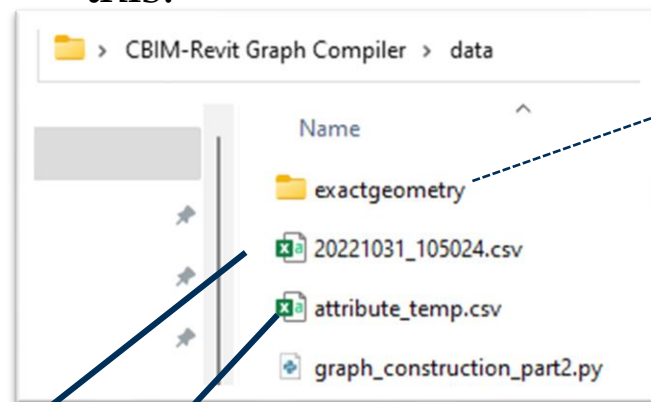 CBIM-Revit Graph Compiler > data
Name
exactgeometry
20221031_105024.csv
attribute_temp.csv
graph_construction_part2.py